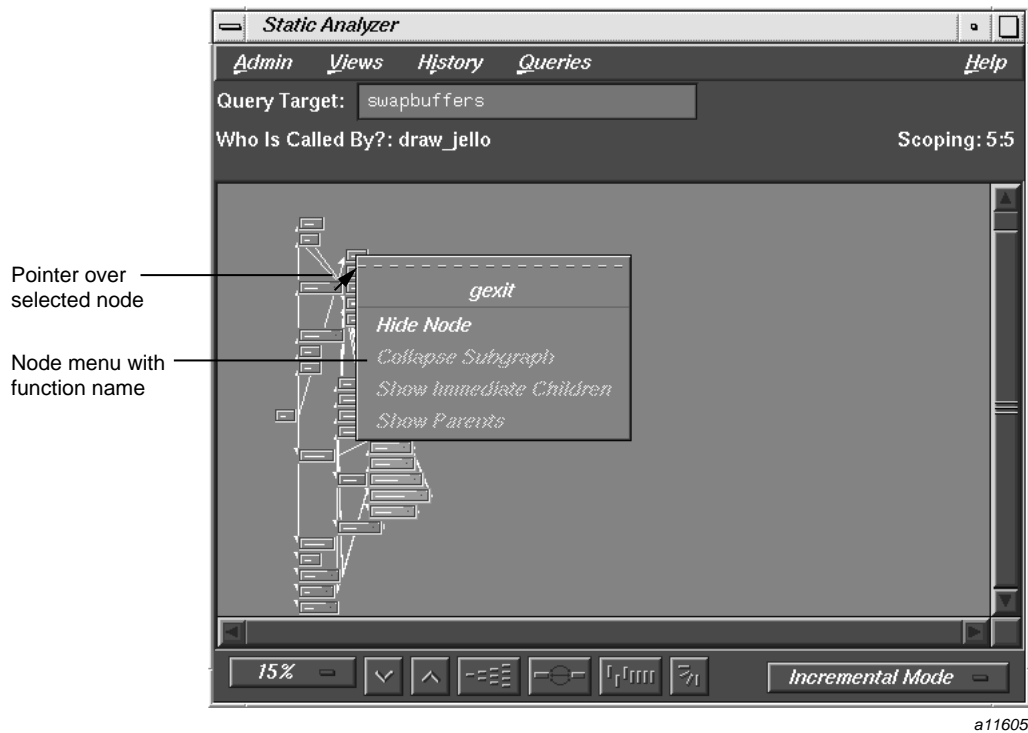 Static Analyzer
Admin Views History Queries Help
Query Target: swapbuffers
Who Is Called By?: draw_jello Scoping: 5:5
Pointer over
selected node
gexit
Hide Node
Node menu with
function name
Collapse Subgraph
Show Immediate Children
Show Parents
15% Incremental Mode
a11605